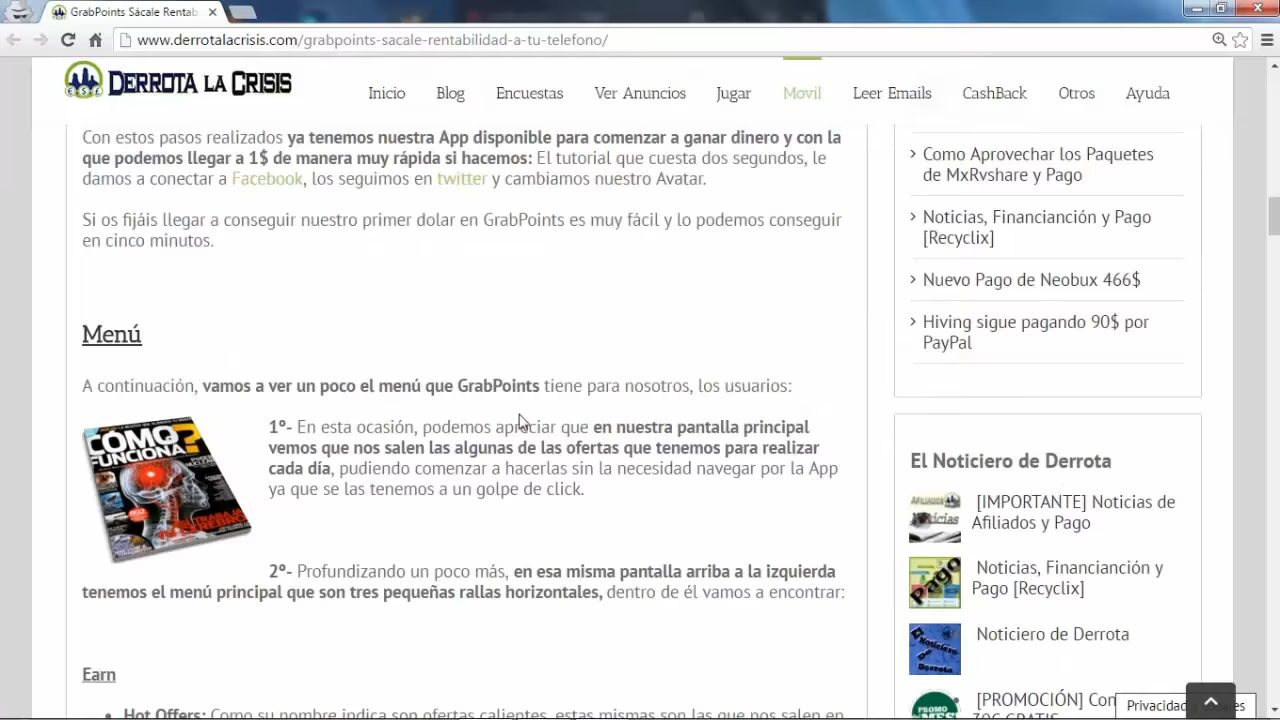 GrabPoints Sácale Rentab
www.derrotalacrisis.com/grabpoints-sacale-rentabilidad-a-tu-telefono/
DERROTA LA CRISIS
Inicio Blog Encuestas Ver Anuncios Jugar Movil Leer Emails CashBack Otros Ayuda
Con estos pasos realizados ya tenemos nuestra App disponible para comenzar a ganar dinero y con la
que podemos llegar a 1$ de manera muy rápida si hacemos: El tutorial que cuesta dos segundos, le
damos a conectar a Facebook, los seguimos en twitter y cambiamos nuestro Avatar.
Si os fijáis llegar a conseguir nuestro primer dolar en GrabPoints es muy fácil y lo podemos conseguir
en cinco minutos.
Menú
A continuación, vamos a ver un poco el menú que GrabPoints tiene para nosotros, los usuarios:
CÓMO
FUNCIONA?
1º- En esta ocasión, podemos apreciar que en nuestra pantalla principal
vemos que nos salen las algunas de las ofertas que tenemos para realizar
cada día, pudiendo comenzar a hacerlas sin la necesidad navegar por la App
ya que se las tenemos a un golpe de click.
2º- Profundizando un poco más, en esa misma pantalla arriba a la izquierda
tenemos el menú principal que son tres pequeñas rallas horizontales, dentro de él vamos a encontrar:
Earn
Hot Offers: Como su nombre indica son ofertas calientes, estas mismas son las que nos salen en
Como Aprovechar los Paquetes
de MxRvshare y Pago
Noticias, Financianción y Pago
[Recyclix]
Nuevo Pago de Neobux 466$
Hiving sigue pagando 90$ por
PayPal
El Noticiero de Derrota
[IMPORTANTE] Noticias de
Afiliados y Pago
Noticias, Financianción y
Pago [Recyclix]
Pago
Noticiero de Derrota
[PROMOCIÓN] Con
30€ GRATIS
PROMO